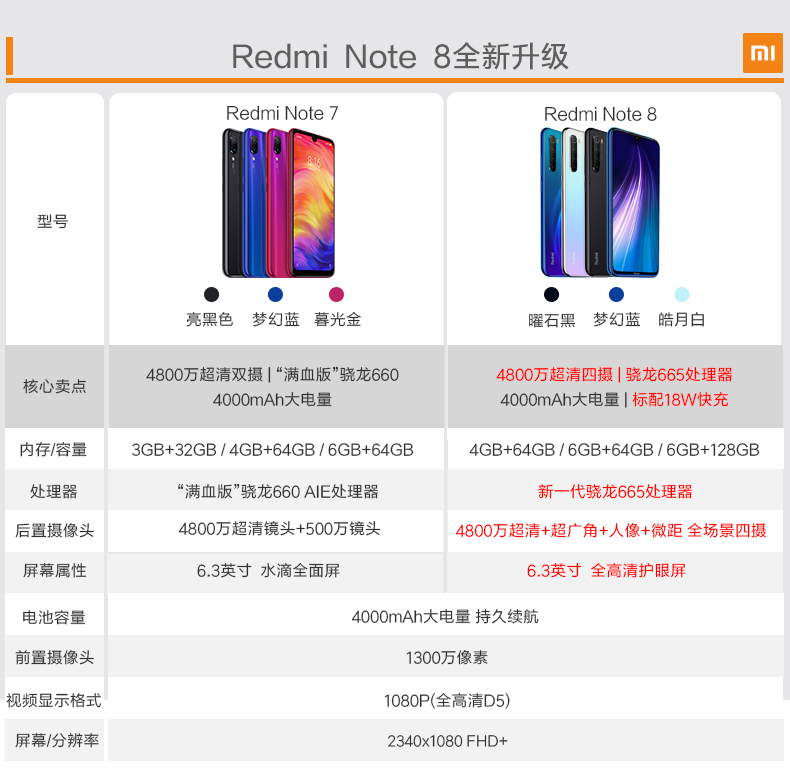 Redmi Note 8全新升级
mi
Redmi Note 7
Redmi Note 8
型号
亮黑色 梦幻蓝 暮光金
曜石黑 梦幻蓝 皓月白
核心卖点
4800万超清双摄 | “满血版”骁龙660
4000mAh大电量
4800万超清四摄 | 骁龙665处理器
4000mAh大电量 | 标配18W快充
内存/容量
3GB+32GB / 4GB+64GB / 6GB+64GB
4GB+64GB / 6GB+64GB / 6GB+128GB
处理器
“满血版”骁龙660 AIE处理器
新一代骁龙665处理器
后置摄像头
4800万超清镜头+500万镜头
4800万超清+超广角+人像+微距 全场景四摄
屏幕属性
6.3英寸 水滴全面屏
6.3英寸 全高清护眼屏
电池容量
4000mAh大电量 持久续航
前置摄像头
1300万像素
视频显示格式
1080P(全高清D5)
屏幕/分辨率
2340x1080 FHD+